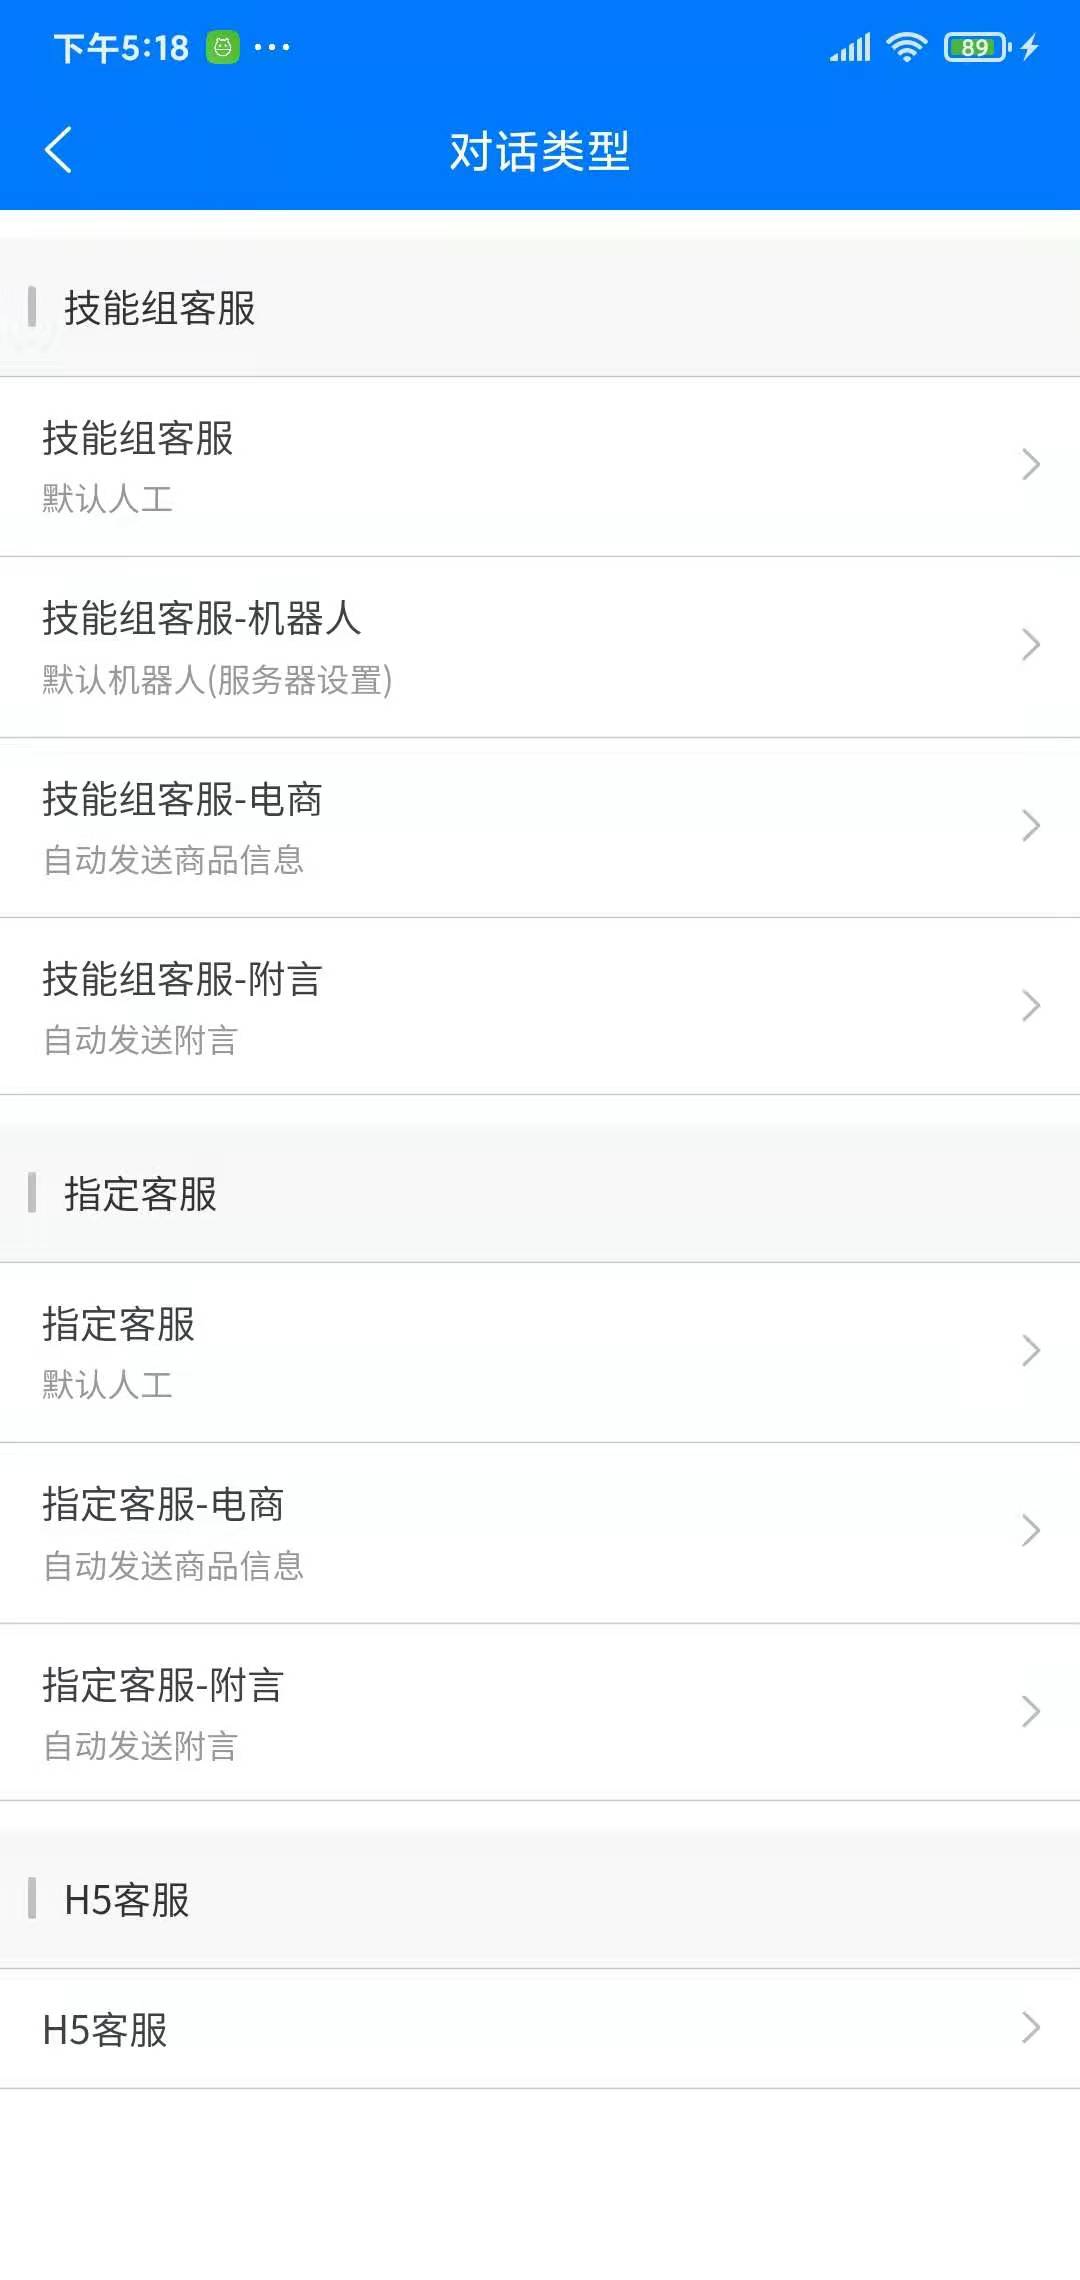 下午5:18
89
对话类型
技能组客服
技能组客服
默认人工
技能组客服-机器人
默认机器人(服务器设置)
技能组客服-电商
自动发送商品信息
技能组客服-附言
自动发送附言
指定客服
指定客服
默认人工
指定客服-电商
自动发送商品信息
指定客服-附言
自动发送附言
H5客服
H5客服